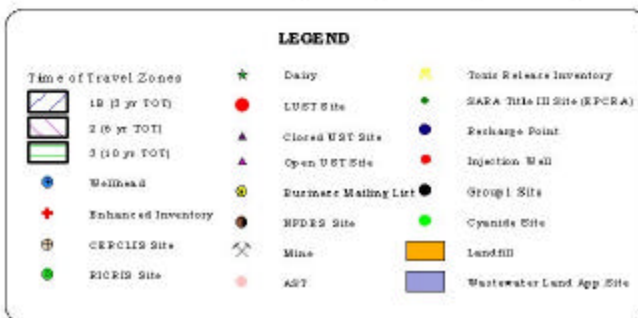 LEGEND
Time of Travel Zones
1B (3 yr TOT)
2 (6 yr TOT)
3 (10 yr TOT)
Wellhead
Enhanced Inventory
CERCLIS Site
RICRIS Site
Dairy
LUST Site
Closed UST Site
Open UST Site
Business Mailing List
NPDES Site
Mine
AST
Toxic Release Inventory
SARA Title III Site (EPCRA)
Recharge Point
Injection Well
Group1 Site
Cyanide Site
Landfill
Wastewater Land App Site